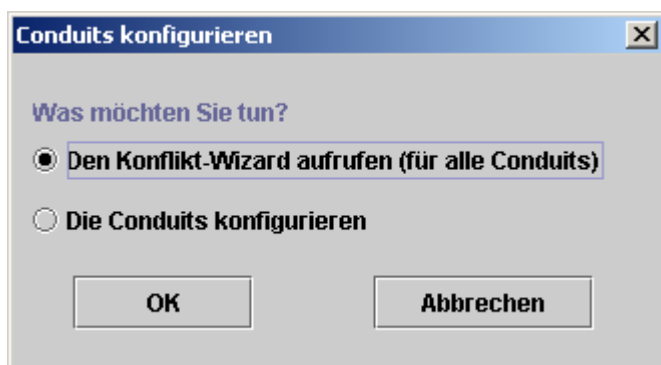 Conduits konfigurieren
Was möchten Sie tun?
Den Konflikt-Wizard aufrufen (für alle Conduits)
Die Conduits konfigurieren
OK Abbrechen